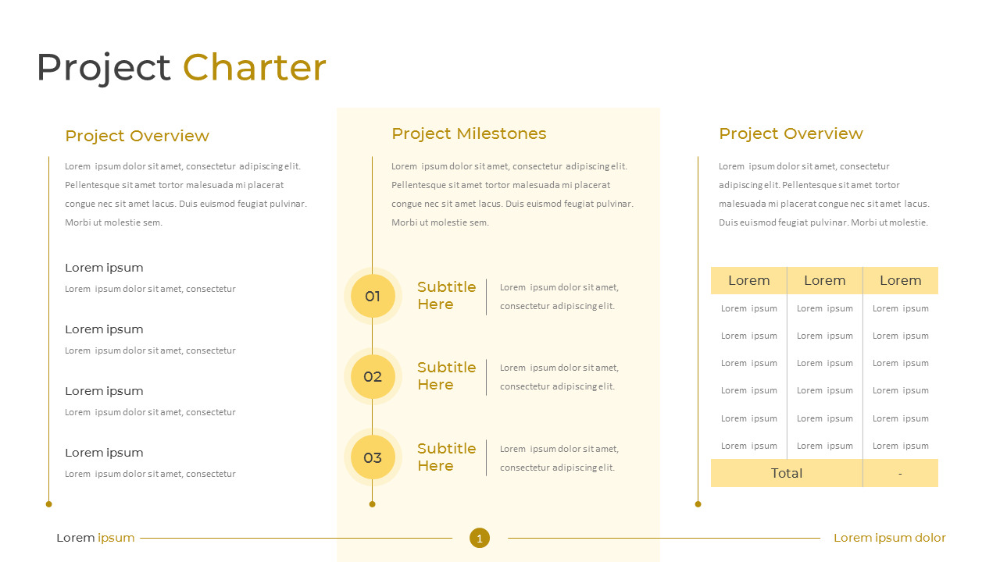 Project Charter
Project Overview
Lorem ipsum dolor sit amet, consectetur adipiscing elit.
Pellentesque sit amet tortor malesuada mi placerat
congue nec sit amet lacus. Duis euismod feugiat pulvinar.
Morbi ut molestie sem.
Lorem ipsum
Lorem ipsum dolor sit amet, consectetur
Lorem ipsum
Lorem ipsum dolor sit amet, consectetur
Lorem ipsum
Lorem ipsum dolor sit amet, consectetur
Lorem ipsum
Lorem ipsum dolor sit amet, consectetur
Project Milestones
Lorem ipsum dolor sit amet, consectetur adipiscing elit.
Pellentesque sit amet tortor malesuada mi placerat
congue nec sit amet lacus. Duis euismod feugiat pulvinar.
Morbi ut molestie sem.
01
Subtitle
Here
Lorem ipsum dolor sit amet,
consectetur adipiscing elit.
02
Subtitle
Here
Lorem ipsum dolor sit amet,
consectetur adipiscing elit.
03
Subtitle
Here
Lorem ipsum dolor sit amet,
consectetur adipiscing elit.
Project Overview
Lorem ipsum dolor sit amet, consectetur
adipiscing elit. Pellentesque sit amet tortor
malesuada mi placerat congue nec sit amet lacus.
Duis euismod feugiat pulvinar. Morbi ut molestie.
Lorem Lorem Lorem
Lorem ipsum Lorem ipsum Lorem ipsum
Lorem ipsum Lorem ipsum Lorem ipsum
Lorem ipsum Lorem ipsum Lorem ipsum
Lorem ipsum Lorem ipsum Lorem ipsum
Lorem ipsum Lorem ipsum Lorem ipsum
Lorem ipsum Lorem ipsum Lorem ipsum
Total -
Lorem ipsum
1
Lorem ipsum dolor